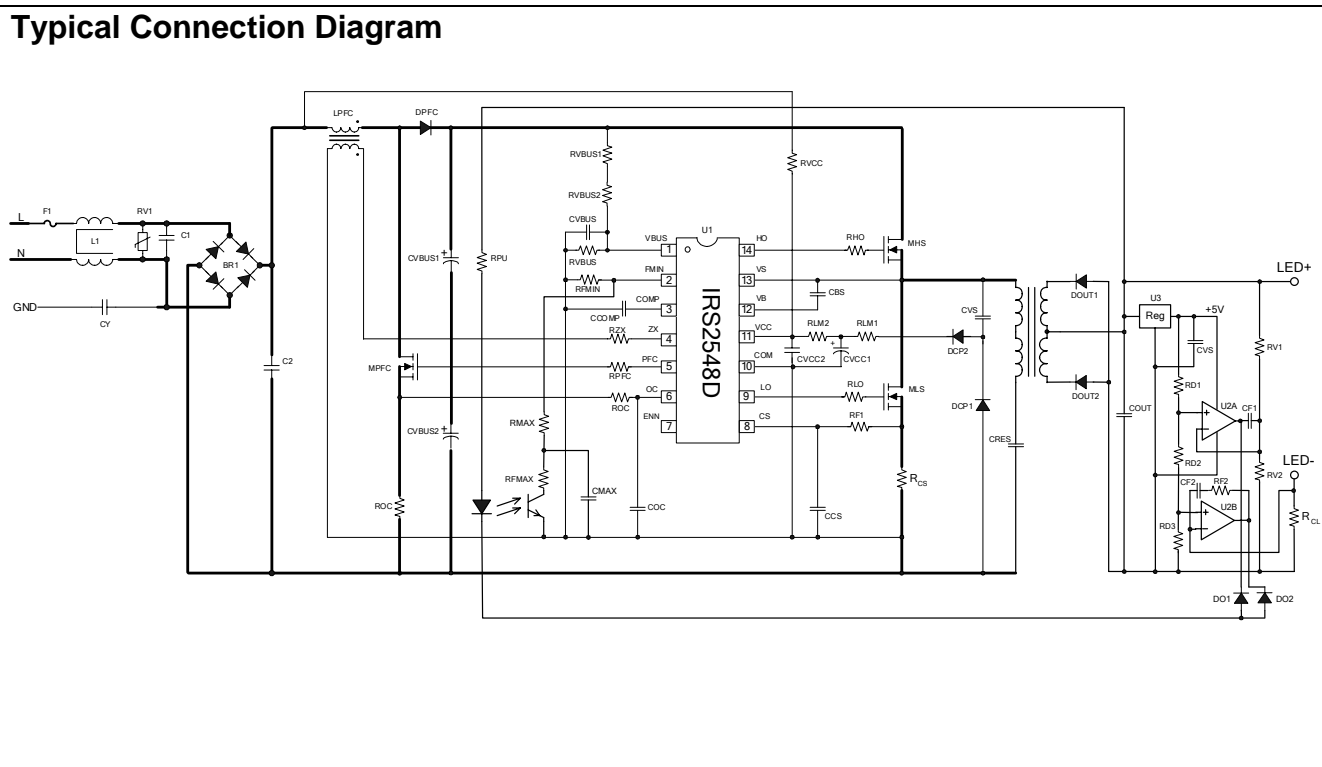 Typical Connection Diagram
LPFC
DPFC
RVBUS1
RVCC
RVBUS2
L
F1
RV1
C1
L1
N
BR1
GND
CY
C2
CVBUS
U1
VBUS
1
14
HO
RHO
MHS
RVBUS
CVBUS1
+
RPU
FMIN
2
13
VS
RFMIN
CBS
COMP
3
12
VB
CCOMP
ZX
4
11
VCC
RZX
RLM2
RLM1
CVS
DCP2
PFC
5
10
COM
RPFC
CVCC2
+
CVCC1
MPFC
OC
6
9
LO
ROC
RLO
MLS
ENN
7
8
CS
RF1
IRS2548D
CVBUS2
+
RMAX
DCP1
CRES
RFMAX
CMAX
RCS
ROC
COC
CCS
DOUT1
DOUT2
LED+
U3
Reg
+5V
CVS
RV1
RD1
COUT
+
U2A
CF1
RD2
LED-
RV2
CF2
RF2
+
U2B
RD3
RCL
DO1
DO2